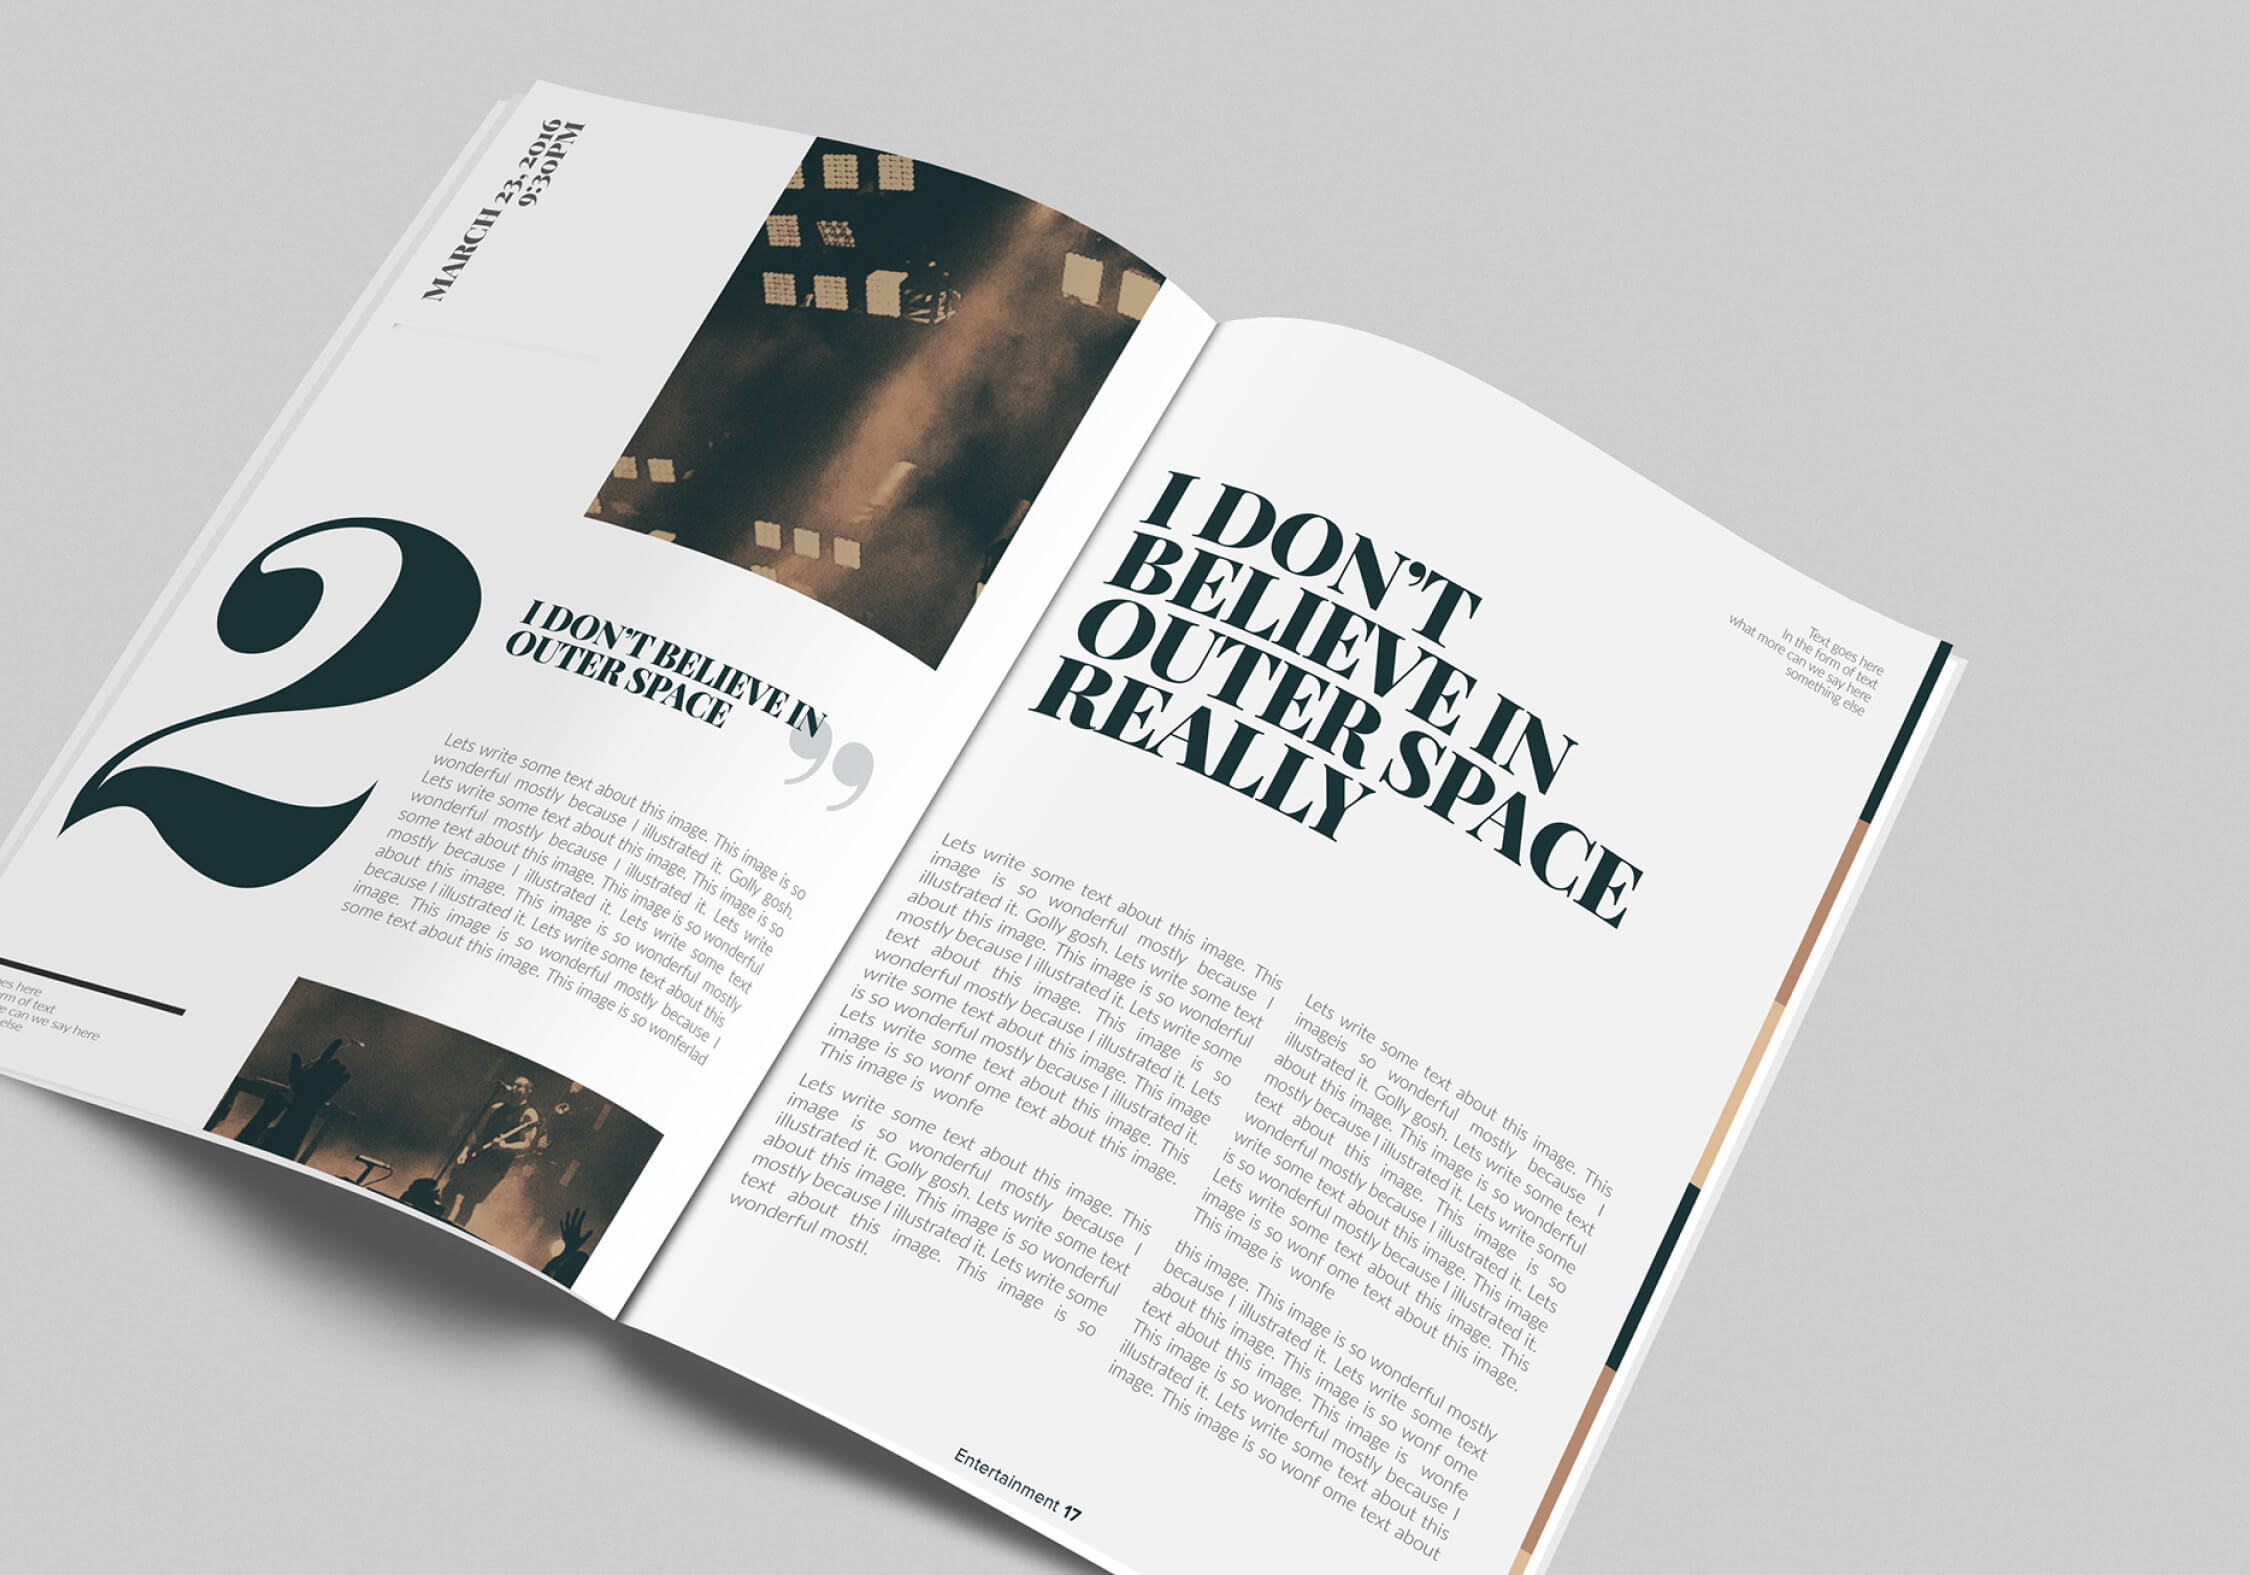 MARCH 23, 2016
9:30PM
2
I DON'T BELIEVE IN
OUTER SPACE
”
Lets write some text about this image. This image is so
wonderful mostly because I illustrated it. Golly gosh.
Lets write some text about this image. This image is so
wonderful mostly because I illustrated it. Lets write
some text about this image. This image is so wonderful
mostly because I illustrated it. Lets write some text
about this image. This image is so wonderful mostly
because I illustrated it. Lets write some text about this
image. This image is so wonderful mostly because I
some text about this image. This image is so wonferlad
here
of text
can we say here
else
I DON'T
BELIEVE IN
OUTER SPACE
REALLY
Text goes here
In the form of text
what more can we say here
something else
Lets write some text about this image. This
image is so wonderful mostly because I
illustrated it. Golly gosh. Lets write some text
about this image. This image is so wonderful
mostly because I illustrated it. Lets write some
text about this image. This image is so
wonderful mostly because I illustrated it. Lets
write some text about this image. This image
is so wonderful mostly because I illustrated it.
Lets write some text about this image. This
image is so wonf ome text about this image.
This image is wonfe
Lets write some text about this image. This
image is so wonderful mostly because I
illustrated it. Golly gosh. Lets write some text
about this image. This image is so wonderful
mostly because I illustrated it. Lets write some
text about this image. This image is so
wonderful mostl.
Lets write some text about this image. This
imageis so wonderful mostly because I
illustrated it. Golly gosh. Lets write some text
about this image. This image is so wonderful
mostly because I illustrated it. Lets write some
text about this image. This image is so
wonderful mostly because I illustrated it. Lets
write some text about this image. This image
is so wonderful mostly because I illustrated it.
Lets write some text about this image. This
image is so wonf ome text about this image.
This image is wonfe
this image. This image is so wonderful mostly
because I illustrated it. Lets write some text
about this image. This image is so wonf ome
text about this image. This image is wonfe
This image is so wonderful mostly because I
illustrated it. Lets write some text about this
image. This image is so wonf ome text about
Entertainment 17